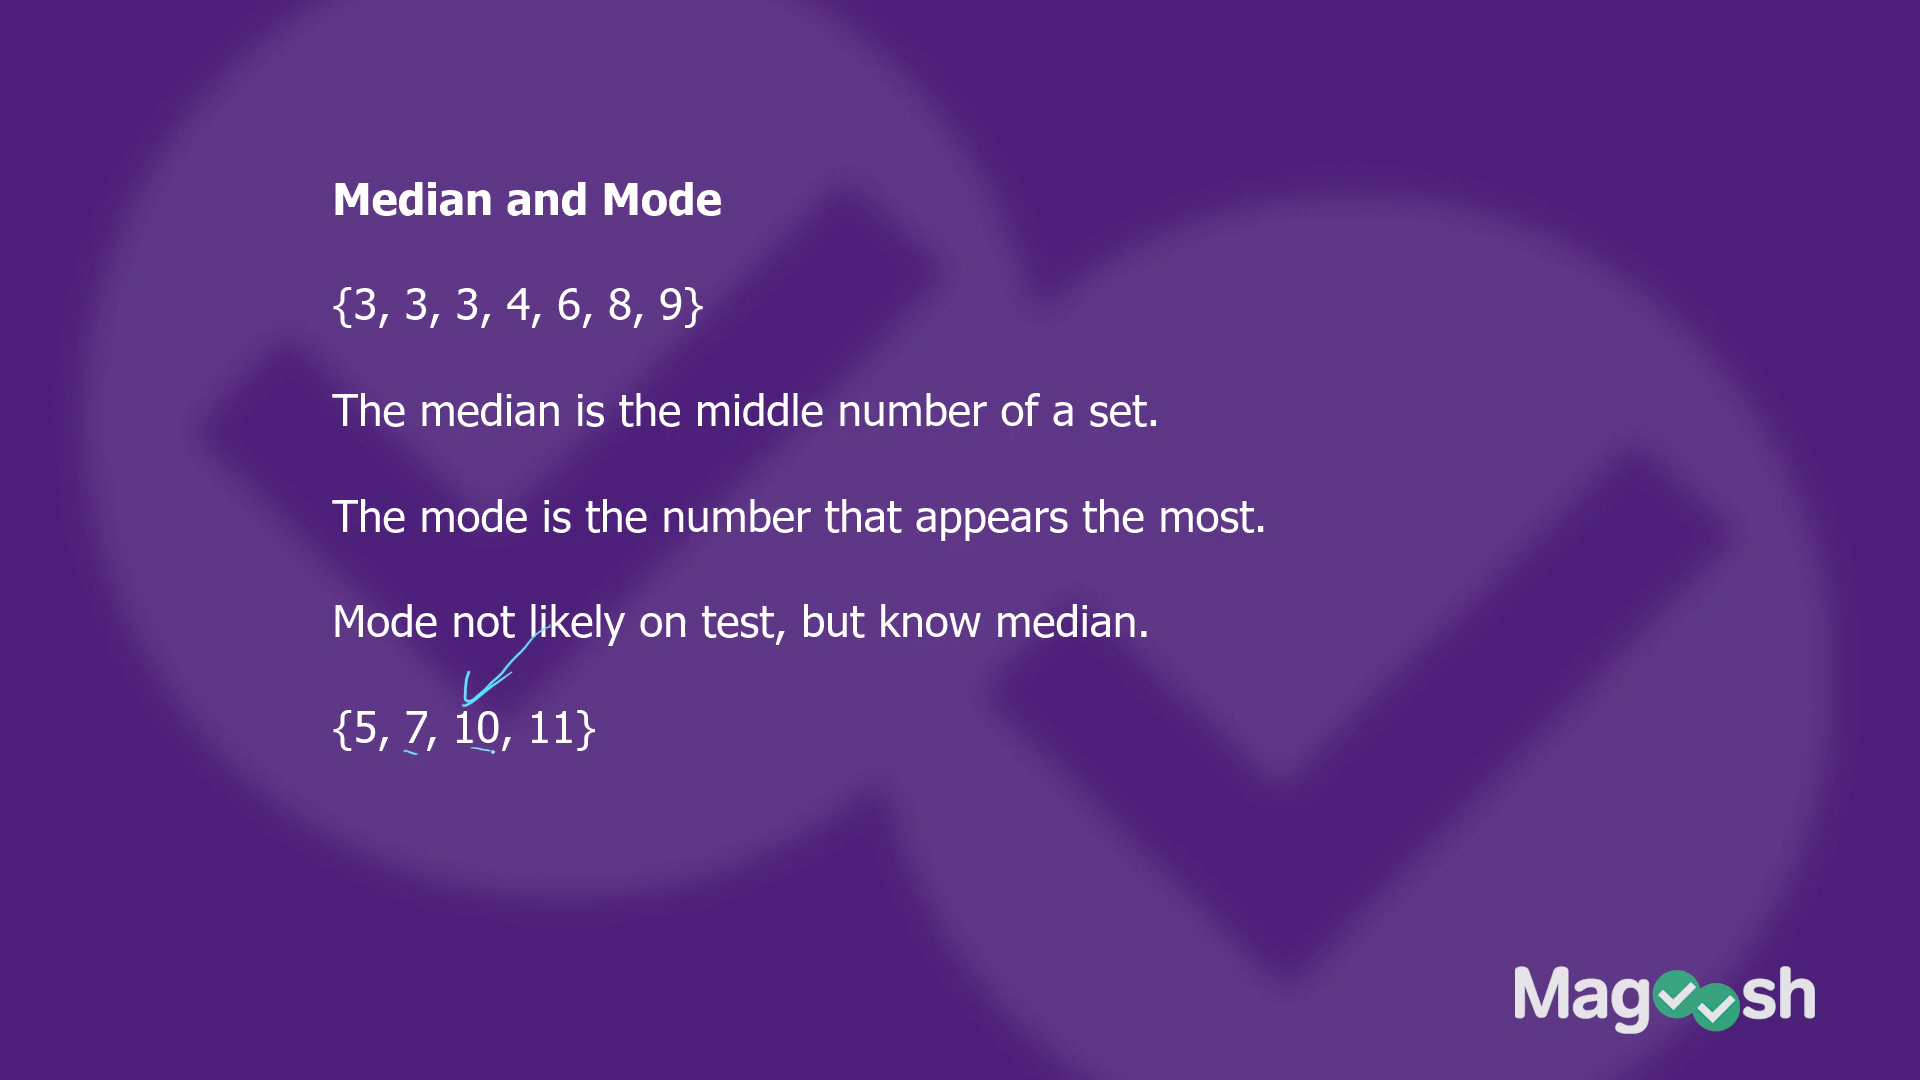 Median and Mode
{3, 3, 3, 4, 6, 8, 9}
The median is the middle number of a set.
The mode is the number that appears the most.
Mode not likely on test, but know median.
{5, 7, 10, 11}
Magoosh